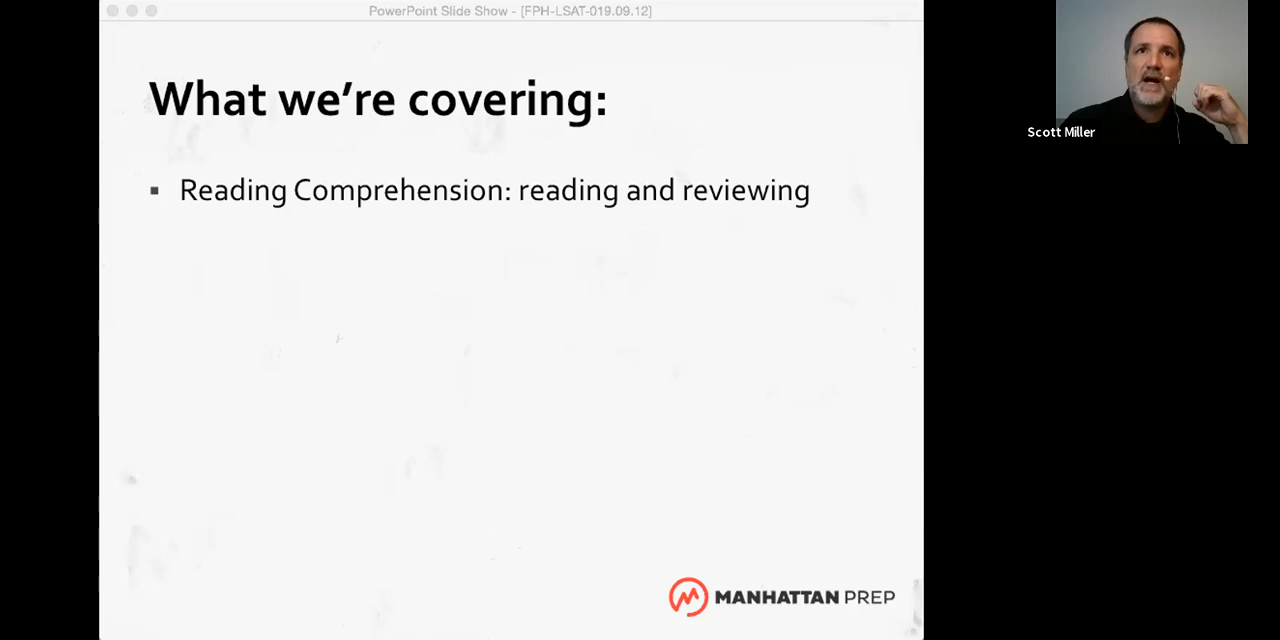 PowerPoint Slide Show - [FPH-LSAT-019.09.12]
What we're covering:
▪ Reading Comprehension: reading and reviewing
Scott Miller
MANHATTAN PREP